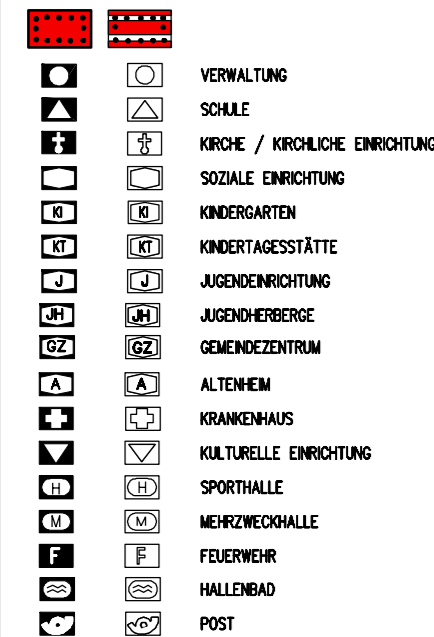 VERWALTUNG
SCHULE
KIRCHE / KIRCHLICHE EINRICHTUNG
SOZIALE EINRICHTUNG
KI KI KINDERGARTEN
KT KT KINDERTAGESSTÄTTE
J J JUGENDEINRICHTUNG
JH JH JUGENDHERBERGE
GZ GZ GEMEINDEZENTRUM
A A ALTENHEIM
KRANKENHAUS
KULTURELLE EINRICHTUNG
H H SPORTHALLE
M M MEHRZWECKHALLE
F F FEUERWEHR
HALLENBAD
POST